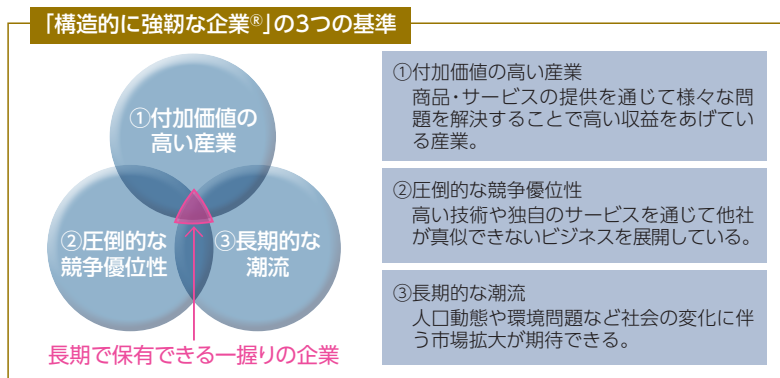 「構造的に強靭な企業®」の3つの基準
①付加価値の
高い産業
②圧倒的な
競争優位性
③長期的な
潮流
長期で保有できる一握りの企業
①付加価値の高い産業
商品・サービスの提供を通じて様々な問
題を解決することで高い収益をあげてい
る産業。
②圧倒的な競争優位性
高い技術や独自のサービスを通じて他社
が真似できないビジネスを展開している。
③長期的な潮流
人口動態や環境問題など社会の変化に伴
う市場拡大が期待できる。